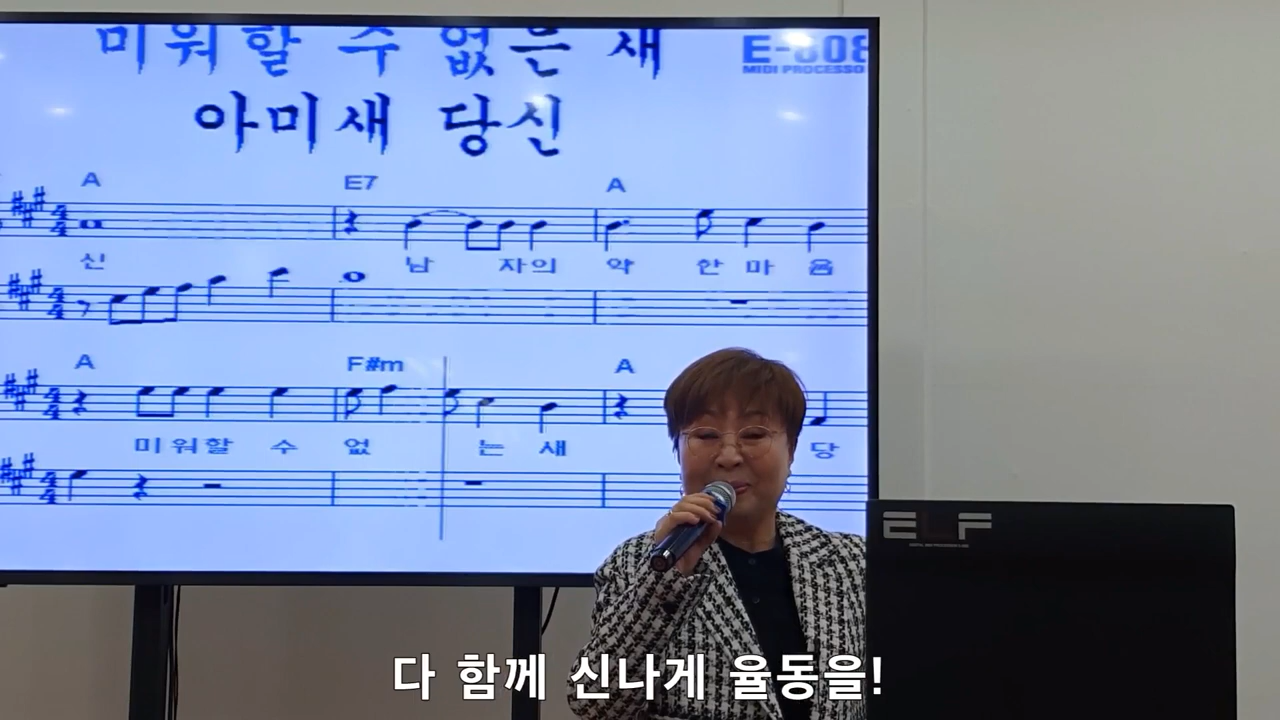 미워할 수 없는 새
E-808
MIDI PROCESSO
아미새 당신
A E7 A
신 남 자의 약 한 마 음
A F#m A
미 워 할 수 없 는 새 당
ELF
다 함께 신나게 율동을!